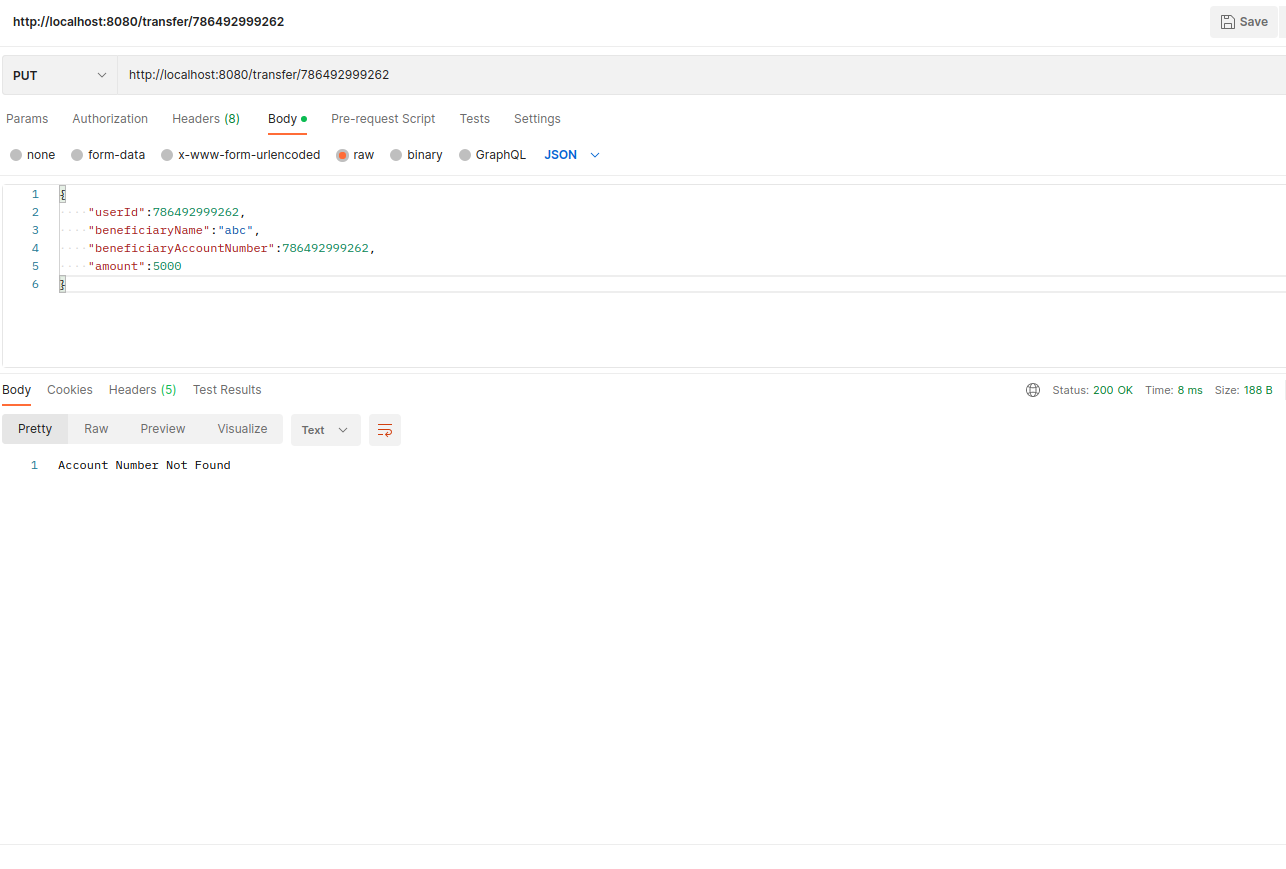 http://localhost:8080/transfer/786492999262
Save
PUT
http://localhost:8080/transfer/786492999262
Params Authorization Headers (8) Body Pre-request Script Tests Settings
none form-data x-www-form-urlencoded raw binary GraphQL JSON
1 {
2 "userId":786492999262,
3 "beneficiaryName":"abc",
4 "beneficiaryAccountNumber":786492999262,
5 "amount":5000
6 }
Body Cookies Headers (5) Test Results Status: 200 OK Time: 8 ms Size: 188 B
Pretty Raw Preview Visualize Text
1 Account Number Not Found